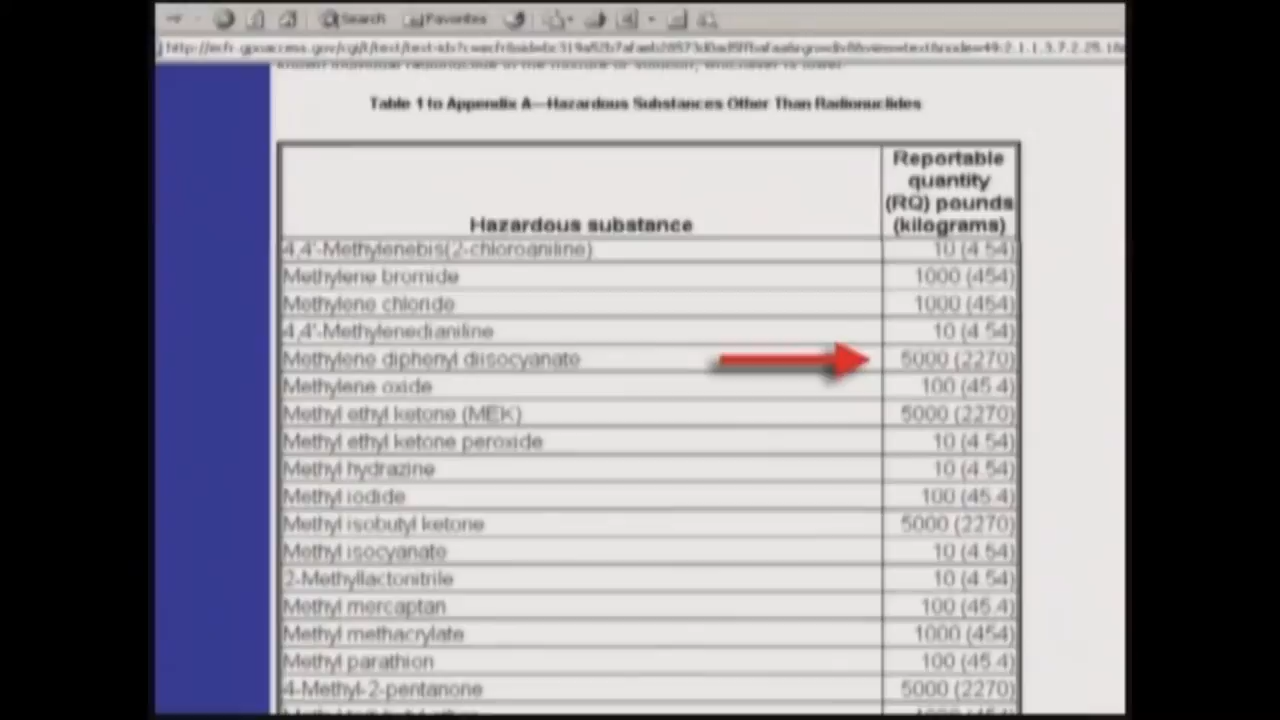 Search Favorites
Table 1 to Appendix A—Hazardous Substances Other Than Radionuclides
Hazardous substance
Reportable quantity (RQ) pounds (kilograms)
4,4'-Methylenebis(2-chloroaniline) 10 (4.54)
Methylene bromide 1000 (454)
Methylene chloride 1000 (454)
4,4'-Methylenedianiline 10 (4.54)
Methylene diphenyl diisocyanate 5000 (2270)
Methylene oxide 100 (45.4)
Methyl ethyl ketone (MEK) 5000 (2270)
Methyl ethyl ketone peroxide 10 (4.54)
Methyl hydrazine 10 (4.54)
Methyl iodide 100 (45.4)
Methyl isobutyl ketone 5000 (2270)
Methyl isocyanate 10 (4.54)
2-Methyllactonitrile 10 (4.54)
Methyl mercaptan 100 (45.4)
Methyl methacrylate 1000 (454)
Methyl parathion 100 (45.4)
4-Methyl-2-pentanone 5000 (2270)